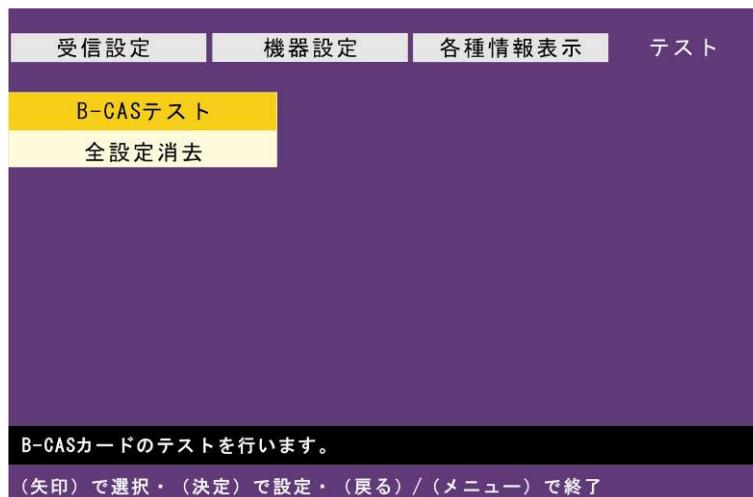 受信設定 機器設定 各種情報表示 テスト
B-CASテスト
全設定消去
B-CASカードのテストを行います。
(矢印)で選択・(決定)で設定・(戻る)/(メニュー)で終了